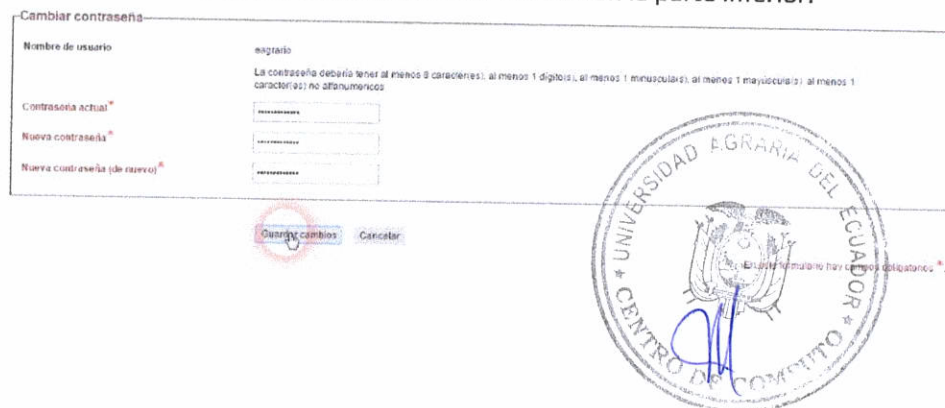 parte inferior.
Cambiar contraseña
Nombre de usuario
eagrario
La contraseña debería tener al menos 8 caracter(es), al menos 1 dígito(s), al menos 1 minúscula(s), al menos 1 mayúscula(s), al menos 1
caracter(es) no alfanuméricos
Contraseña actual*
Nueva contraseña*
Nueva contraseña (de nuevo)*
Guardar cambios Cancelar
En este formulario hay campos obligatorios *
UNIVERSIDAD AGRARIA DEL ECUADOR
* CENTRO DE COMPUTO *